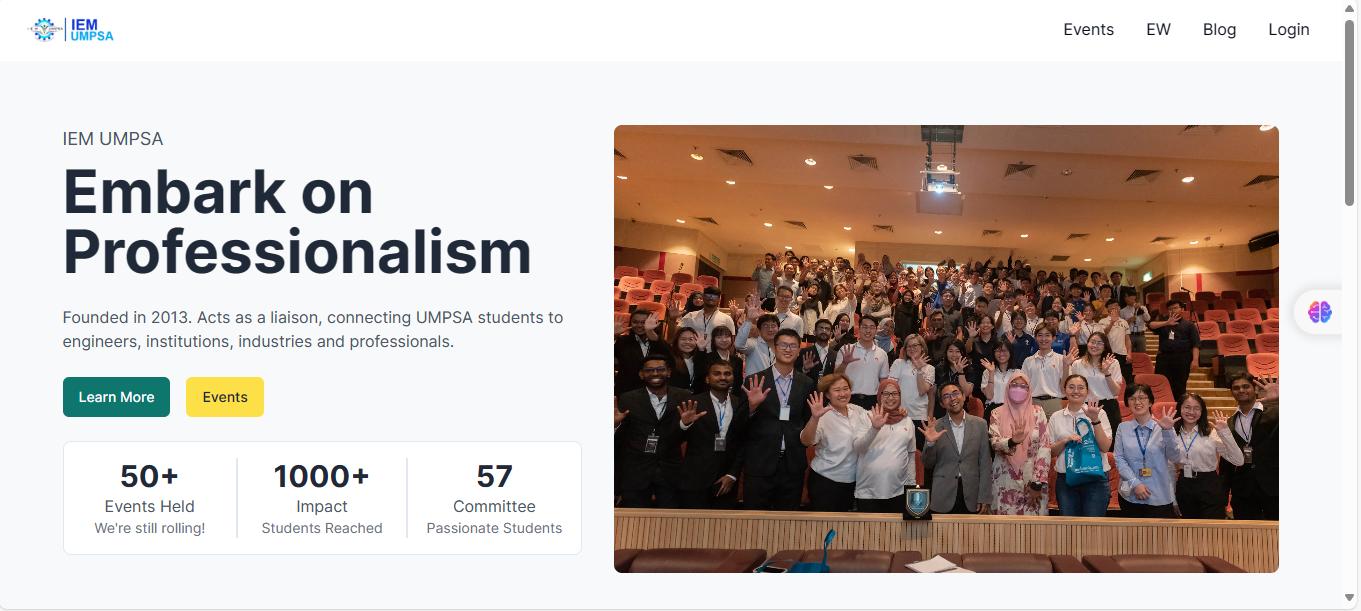 IEM
UMPSA
Events
EW
Blog
Login
IEM UMPSA
Embark on
Professionalism
Founded in 2013. Acts as a liaison, connecting UMPSA students to
engineers, institutions, industries and professionals.
Learn More
Events
50+
Events Held
We're still rolling!
1000+
Impact
Students Reached
57
Committee
Passionate Students